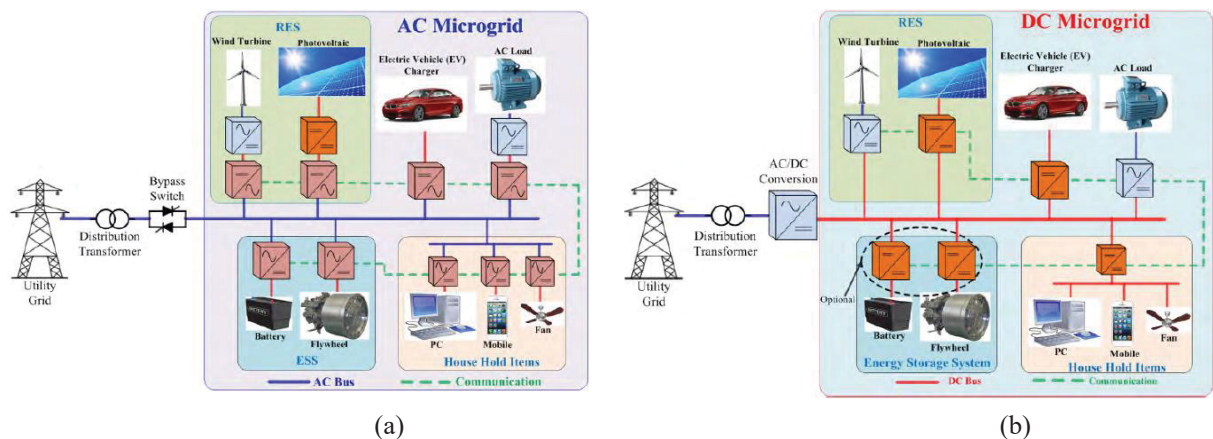 RES
AC Microgrid
Wind Turbine
Photovoltaic
Electric Vehicle (EV)
Charger
AC Load
Bypass
Switch
Distribution
Transformer
Utility
Grid
Battery
Flywheel
ESS
PC
Mobile
Fan
House Hold Items
AC Bus
Communication
(a)
RES
DC Microgrid
Wind Turbine
Photovoltaic
Electric Vehicle (EV)
Charger
AC Load
AC/DC
Conversion
Distribution
Transformer
Utility
Grid
Optional
Battery
Flywheel
Energy Storage System
PC
Mobile
Fan
House Hold Items
DC Bus
Communication
(b)